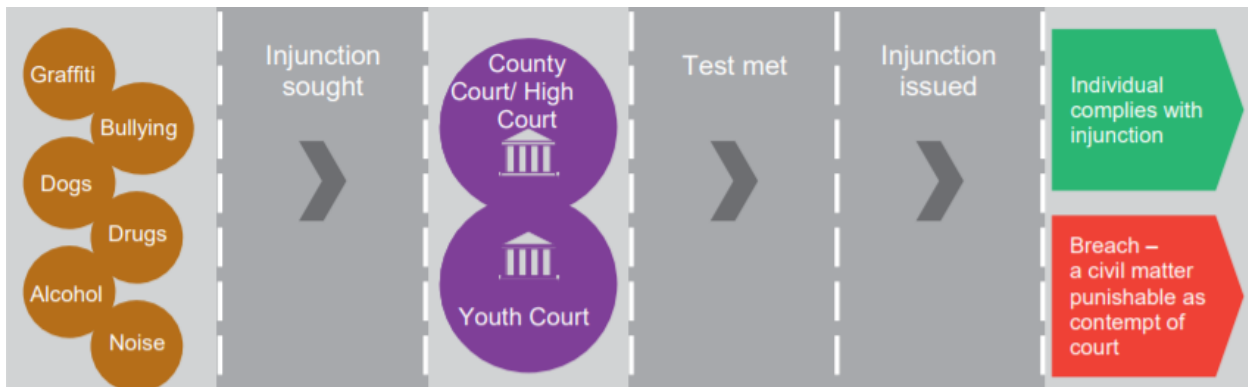 Graffiti
Bullying
Dogs
Drugs
Alcohol
Noise
Injunction
sought
County
Court/ High
Court
Youth Court
Test met
Injunction
issued
Individual
complies with
injunction
Breach –
a civil matter
punishable as
contempt of
court